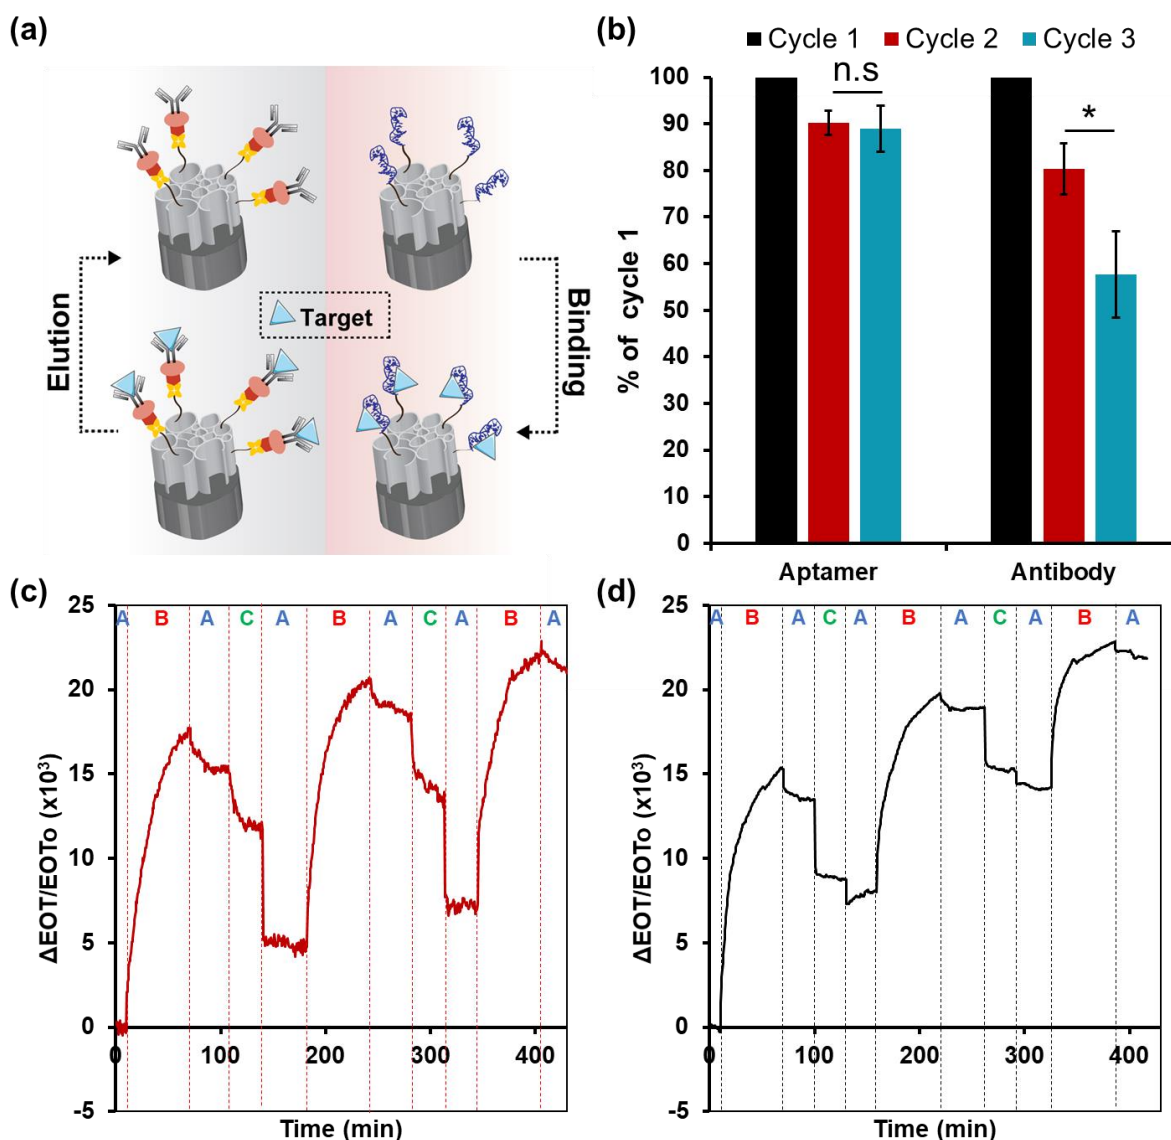 (a)
Elution
Target
Binding
(b)
Cycle 1 Cycle 2 Cycle 3
% of cycle 1
100
90
80
70
60
50
40
30
20
10
0
n.s
*
Aptamer Antibody
(c)
ΔEOT/EOTo (x10³)
25
20
15
10
5
0
-5
A B A C A B A C A B A
0 100 200 300 400
Time (min)
(d)
ΔEOT/EOTo (x10³)
25
20
15
10
5
0
-5
A B A C A B A C A B A
0 100 200 300 400
Time (min)